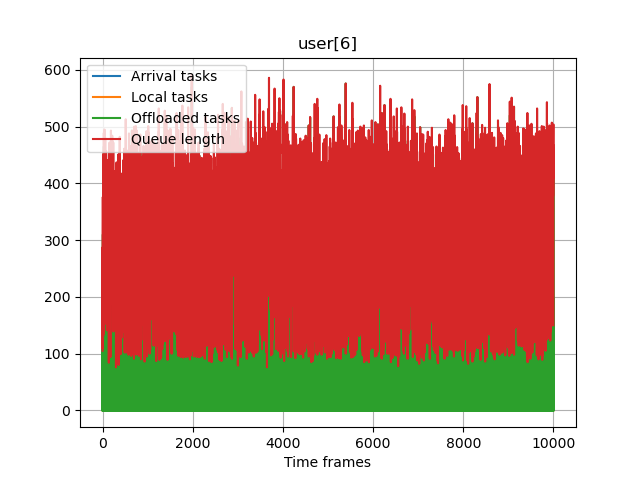 user[6]
Arrival tasks
Local tasks
Offloaded tasks
Queue length
600
500
400
300
200
100
0
0 2000 4000 6000 8000 10000
Time frames